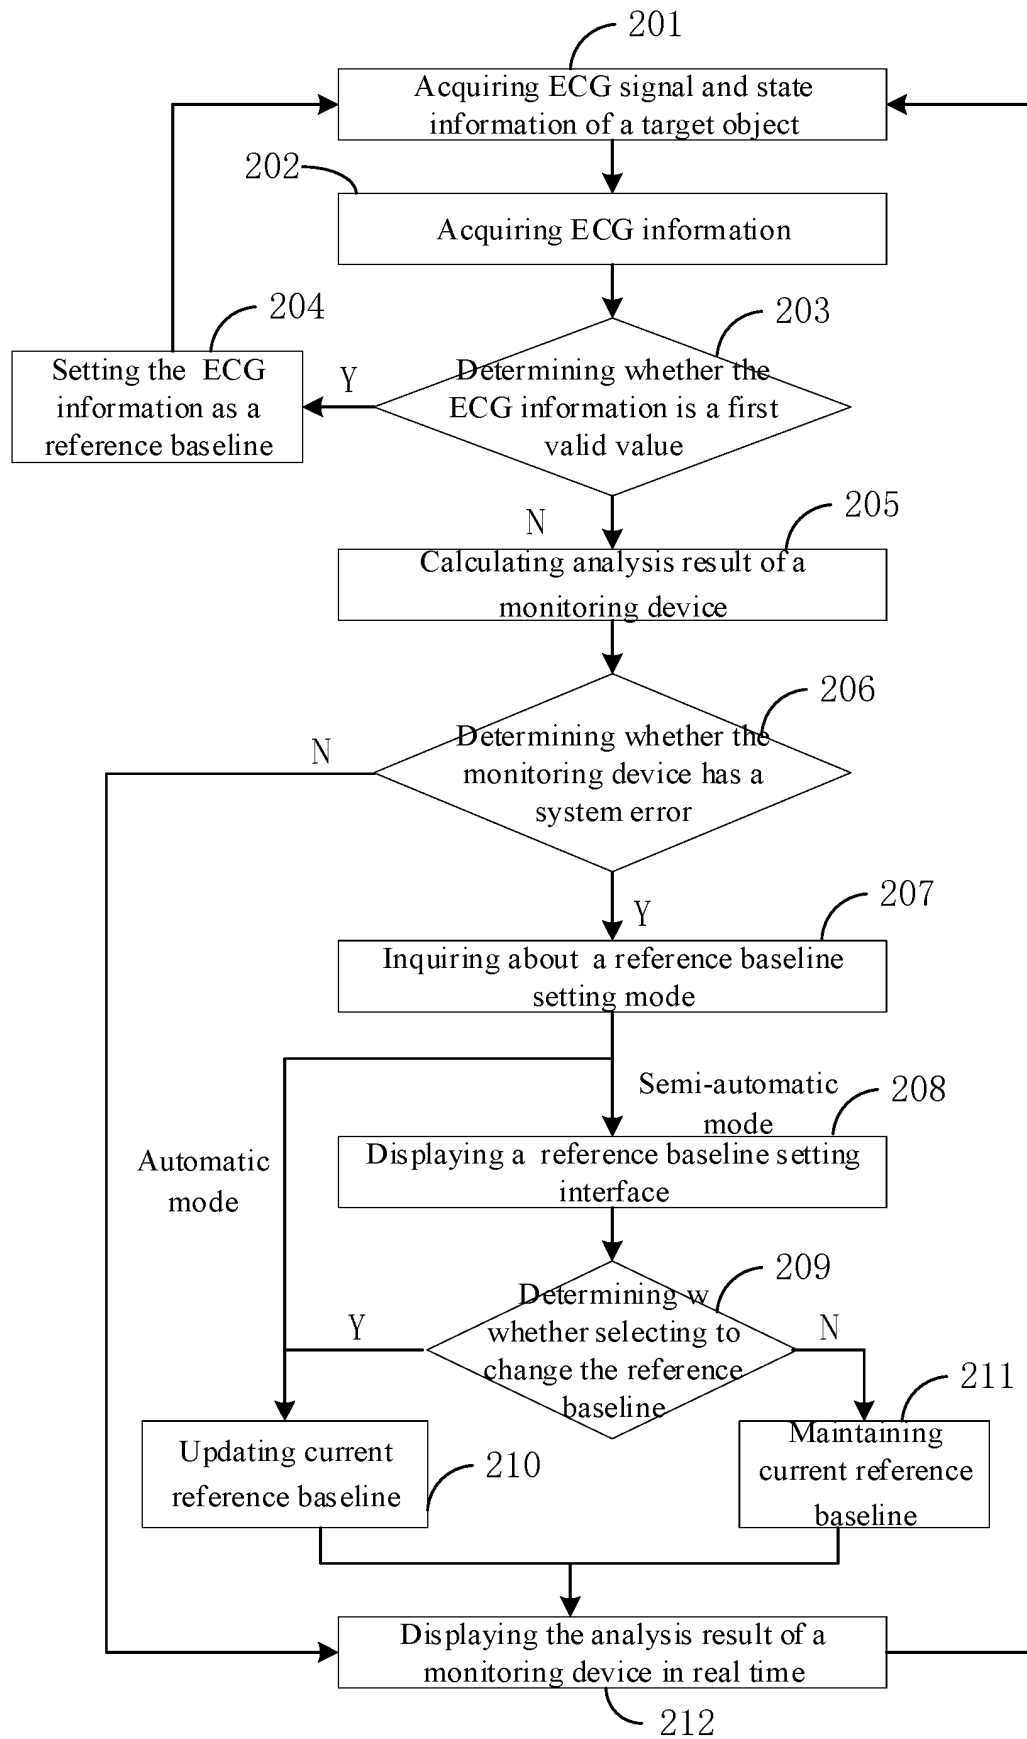 201
Acquiring ECG signal and state
information of a target object
202
Acquiring ECG information
204
203
Setting the ECG
information as a
reference baseline
Y
Determining whether the
ECG information is a first
valid value
N
205
Calculating analysis result of a
monitoring device
206
N
Determining whether the
monitoring device has a
system error
Y
207
Inquiring about a reference baseline
setting mode
Semi-automatic
mode
208
Automatic
mode
Displaying a reference baseline setting
interface
209
Y
Determining w
whether selecting to
change the reference
baseline
N
211
Updating current
reference baseline
210
Maintaining
current reference
baseline
Displaying the analysis result of a
monitoring device in real time
212